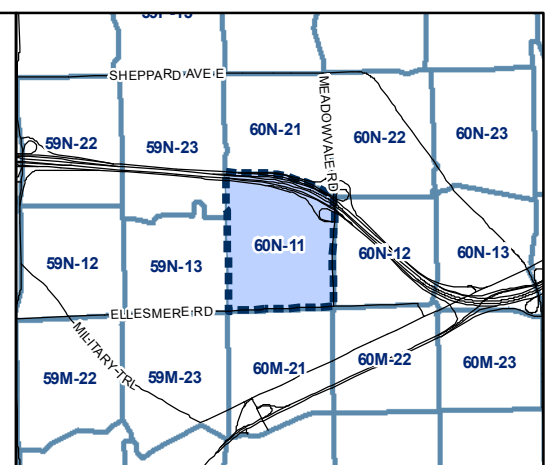 SHEPPARD AVE E
MEADOWVALE RD
59N-22
59N-23
60N-21
60N-22
60N-23
59N-12
59N-13
60N-11
60N-12
60N-13
ELLESMERE RD
MILITARY TRL
59M-22
59M-23
60M-21
60M-22
60M-23